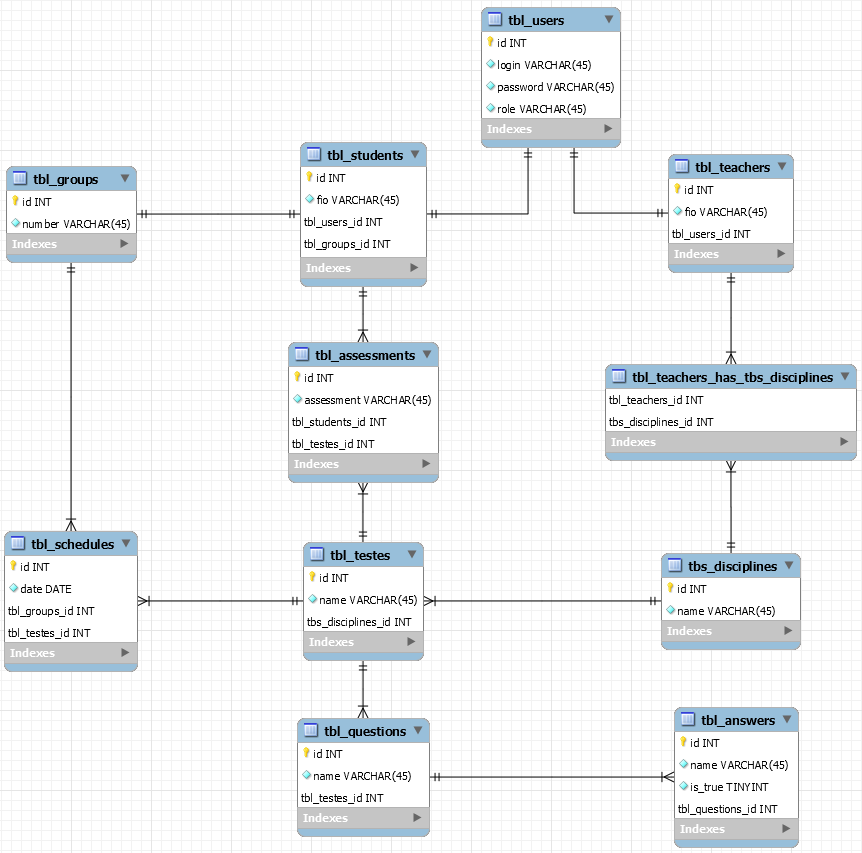 tbl_users
id INT
login VARCHAR(45)
password VARCHAR(45)
role VARCHAR(45)
Indexes
tbl_students
id INT
fio VARCHAR(45)
tbl_users_id INT
tbl_groups_id INT
Indexes
tbl_teachers
id INT
fio VARCHAR(45)
tbl_users_id INT
Indexes
tbl_groups
id INT
number VARCHAR(45)
Indexes
tbl_assessments
id INT
assessment VARCHAR(45)
tbl_students_id INT
tbl_testes_id INT
Indexes
tbl_teachers_has_tbs_disciplines
tbl_teachers_id INT
tbs_disciplines_id INT
Indexes
tbl_schedules
id INT
date DATE
tbl_groups_id INT
tbl_testes_id INT
Indexes
tbl_testes
id INT
name VARCHAR(45)
tbs_disciplines_id INT
Indexes
tbs_disciplines
id INT
name VARCHAR(45)
Indexes
tbl_questions
id INT
name VARCHAR(45)
tbl_testes_id INT
Indexes
tbl_answers
id INT
name VARCHAR(45)
is_true TINYINT
tbl_questions_id INT
Indexes